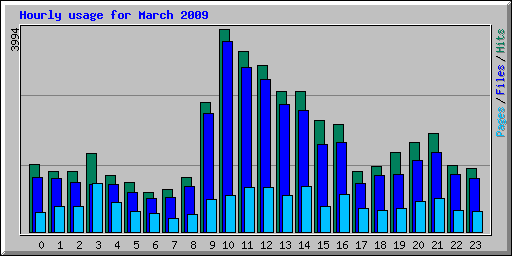 Hourly usage for March 2009
3994
Pages / Files / Hits
0 1 2 3 4 5 6 7 8 9 10 11 12 13 14 15 16 17 18 19 20 21 22 23